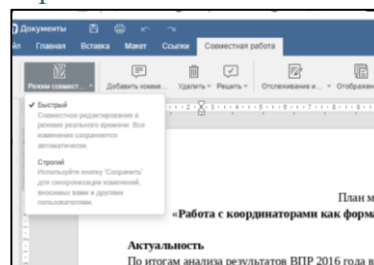 Документы
йл Главная Вставка Макет Ссылки Совместная работа
Режим совмест... Добавить комме... Удалить Решить Отслеживание и... Отображен
✓ Быстрый
Совместное редактирование в
режиме реального времени. Все
изменения сохраняются
автоматически.
Строгий
Используйте кнопку 'Сохранить'
для синхронизации изменений,
вносимых вами и другими
пользователями.
План м
«Работа с координаторами как форма
Актуальность
По итогам анализа результатов ВПР 2016 года в